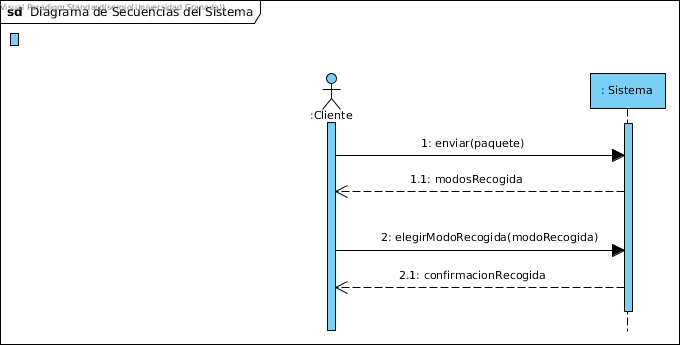 Visual Paradigm Standard(sergio(Universidad Granada))
sd Diagrama de Secuencias del Sistema
: Sistema
:Cliente
1: enviar(paquete)
1.1: modosRecogida
2: elegirModoRecogida(modoRecogida)
2.1: confirmacionRecogida